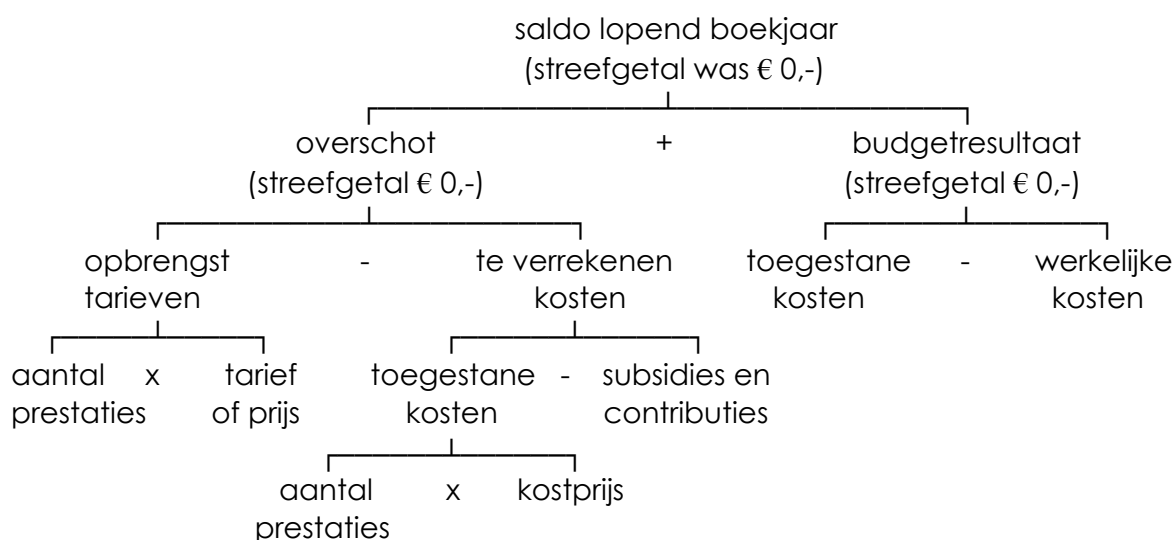 saldo lopend boekjaar
(streefgetal was € 0,-)
overschot + budgetresultaat
(streefgetal € 0,-) (streefgetal € 0,-)
opbrengst - te verrekenen toegestane - werkelijke
tarieven kosten kosten kosten
aantal x tarief toegestane - subsidies en
prestaties of prijs kosten contributies
aantal x kostprijs
prestaties